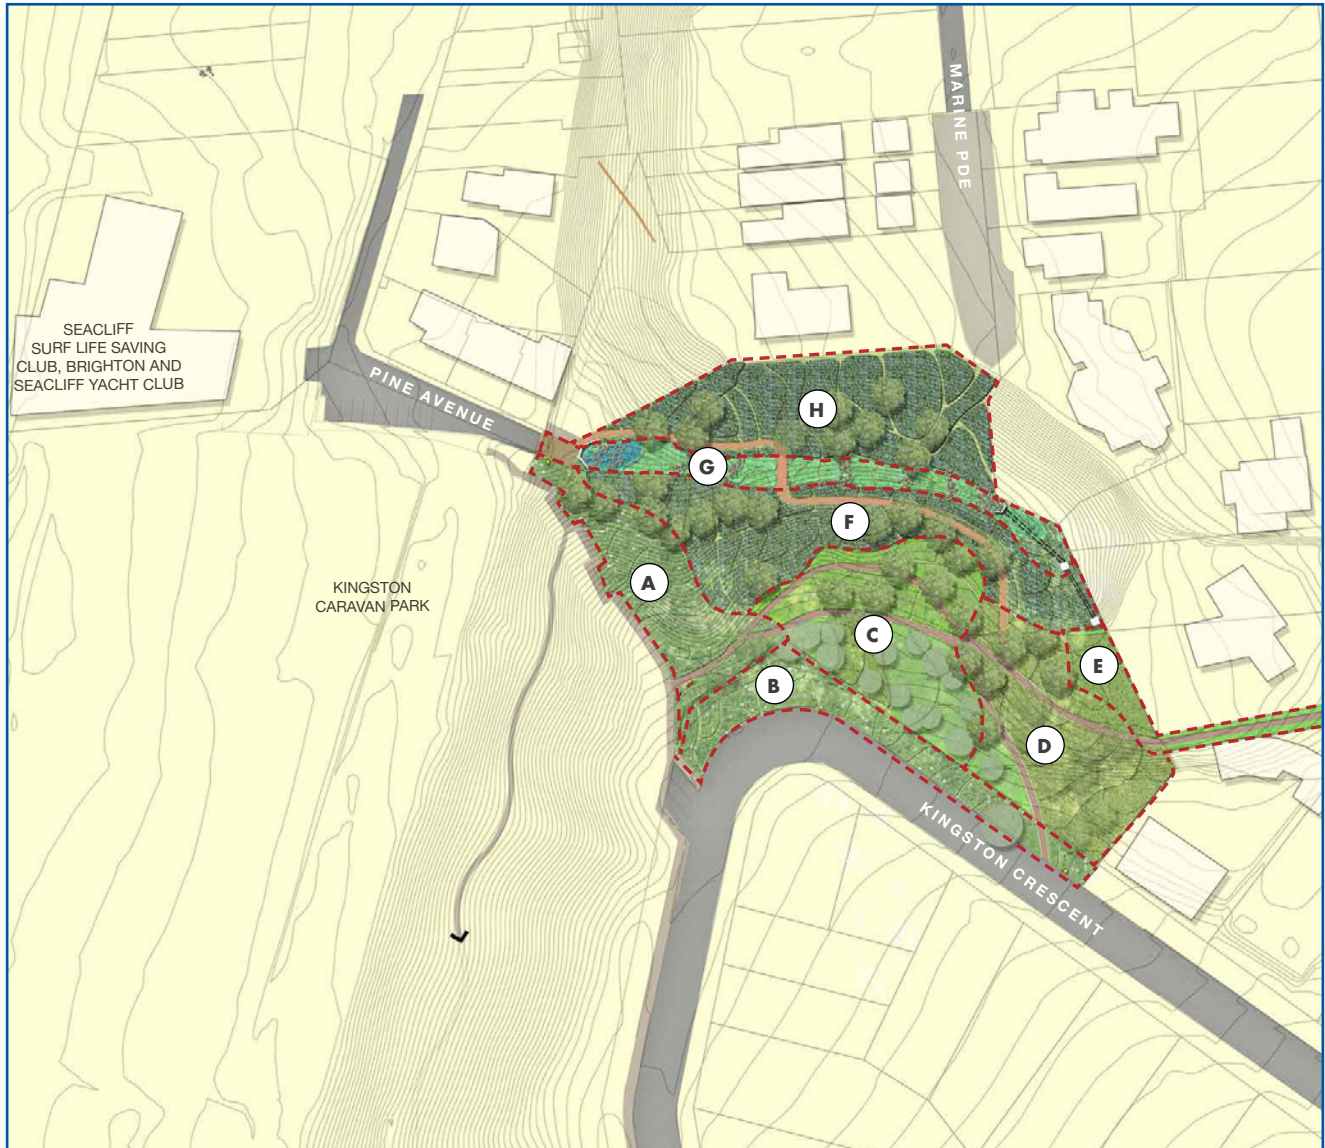 MARINE PDE
SEACLIFF
SURF LIFE SAVING
CLUB, BRIGHTON AND
SEACLIFF YACHT CLUB
PINE AVENUE
H
G
F
KINGSTON
CARAVAN PARK
A
C
B
E
D
KINGSTON CRESCENT